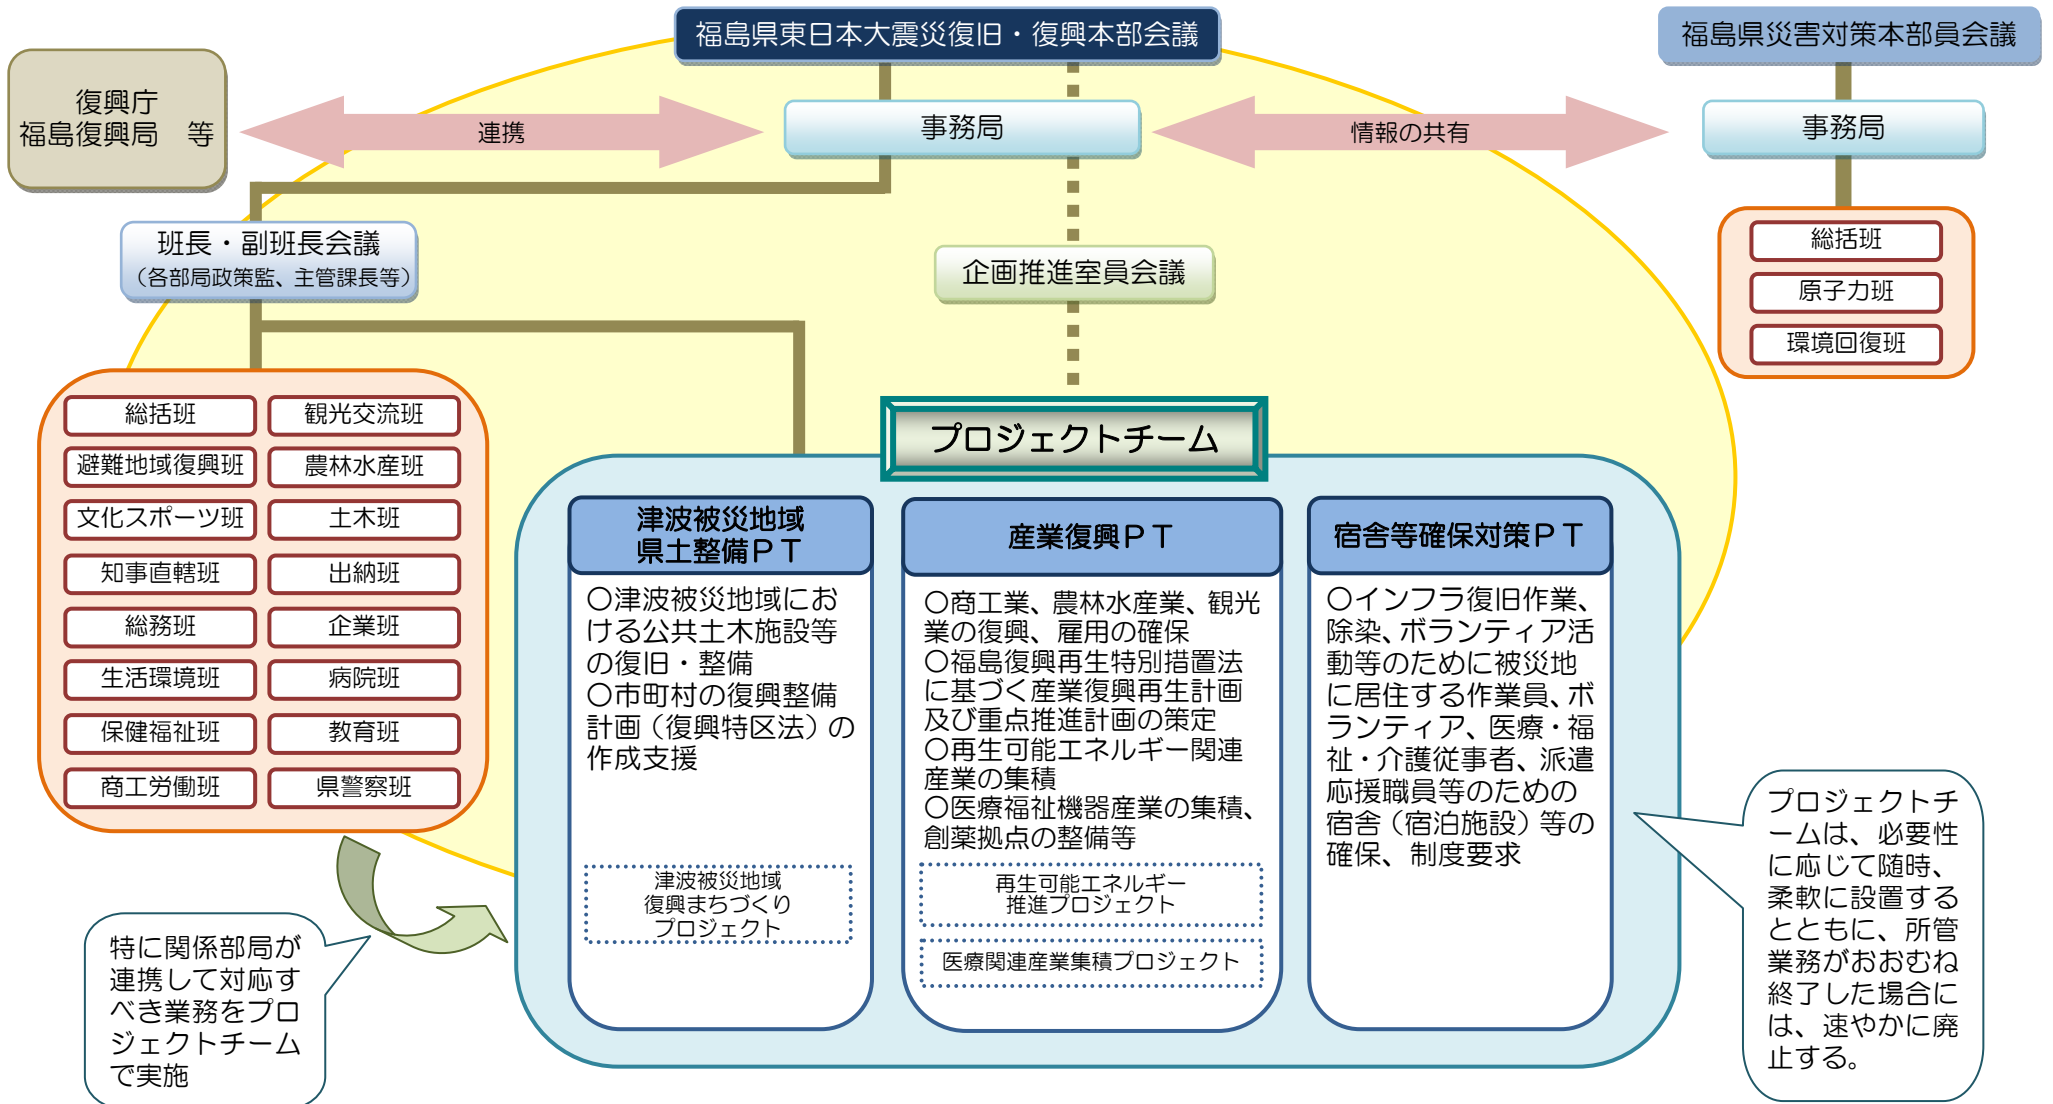 福島県東日本大震災復旧・復興本部会議
福島県災害対策本部員会議
復興庁
福島復興局　等
連携
事務局
情報の共有
事務局
班長・副班長会議
（各部局政策監、主管課長等）
企画推進室員会議
総括班
原子力班
環境回復班
総括班
観光交流班
避難地域復興班
農林水産班
文化スポーツ班
土木班
知事直轄班
出納班
総務班
企業班
生活環境班
病院班
保健福祉班
教育班
商工労働班
県警察班
プロジェクトチーム
津波被災地域
県土整備ＰＴ
〇津波被災地域にお
ける公共土木施設等
の復旧・整備
〇市町村の復興整備
計画（復興特区法）の
作成支援
津波被災地域
復興まちづくり
プロジェクト
産業復興ＰＴ
〇商工業、農林水産業、観光
業の復興、雇用の確保
〇福島復興再生特別措置法
に基づく産業復興再生計画
及び重点推進計画の策定
〇再生可能エネルギー関連
産業の集積
〇医療福祉機器産業の集積、
創薬拠点の整備等
再生可能エネルギー
推進プロジェクト
医療関連産業集積プロジェクト
宿舎等確保対策ＰＴ
〇インフラ復旧作業、
除染、ボランティア活
動等のために被災地
に居住する作業員、ボ
ランティア、医療・福
祉・介護従事者、派遣
応援職員等のための
宿舎（宿泊施設）等の
確保、制度要求
特に関係部局が
連携して対応す
べき業務をプロ
ジェクトチーム
で実施
プロジェクトチ
ームは、必要性
に応じて随時、
柔軟に設置する
とともに、所管
業務がおおむね
終了した場合に
は、速やかに廃
止する。